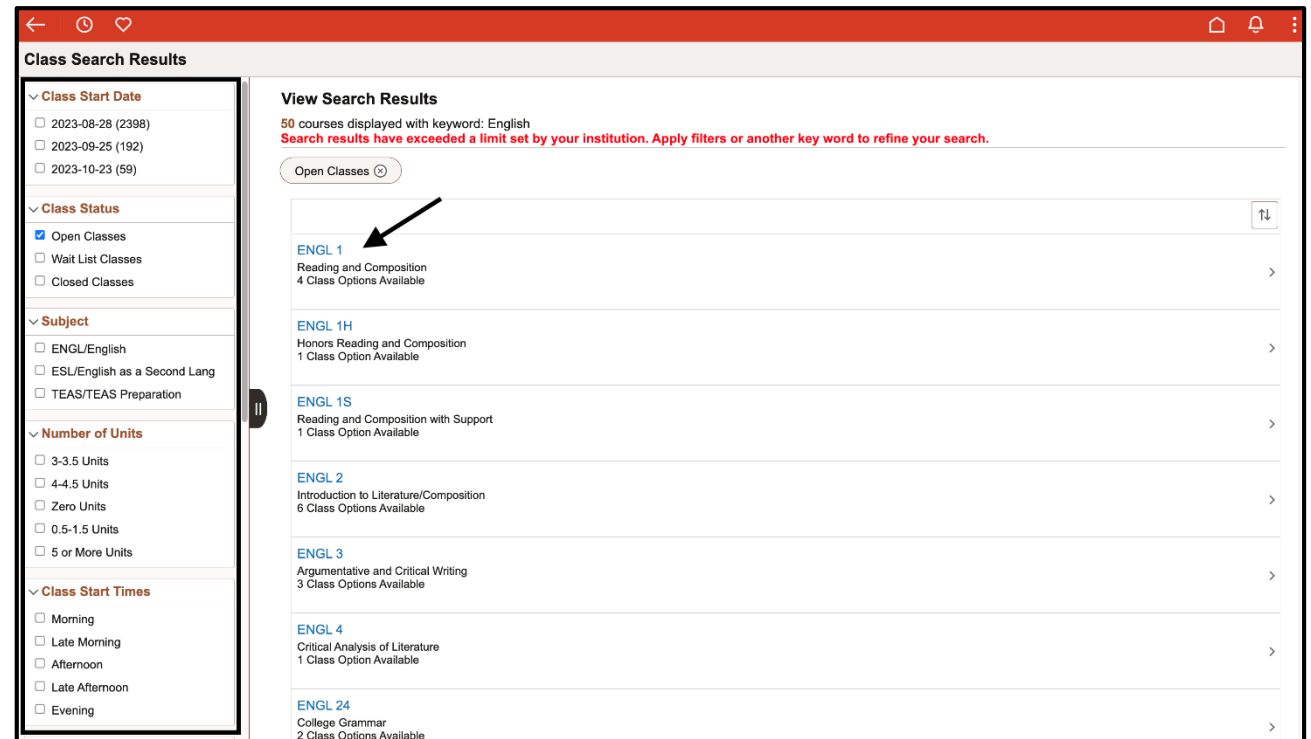 Class Search Results
Class Start Date
2023-08-28 (2398)
2023-09-25 (192)
2023-10-23 (59)
Class Status
Open Classes
Wait List Classes
Closed Classes
Subject
ENGL/English
ESL/English as a Second Lang
TEAS/TEAS Preparation
Number of Units
3-3.5 Units
4-4.5 Units
Zero Units
0.5-1.5 Units
5 or More Units
Class Start Times
Morning
Late Morning
Afternoon
Late Afternoon
Evening
View Search Results
50 courses displayed with keyword: English
Search results have exceeded a limit set by your institution. Apply filters or another key word to refine your search.
Open Classes
ENGL 1
Reading and Composition
4 Class Options Available
ENGL 1H
Honors Reading and Composition
1 Class Option Available
ENGL 1S
Reading and Composition with Support
1 Class Option Available
ENGL 2
Introduction to Literature/Composition
6 Class Options Available
ENGL 3
Argumentative and Critical Writing
3 Class Options Available
ENGL 4
Critical Analysis of Literature
1 Class Option Available
ENGL 24
College Grammar
2 Class Options Available